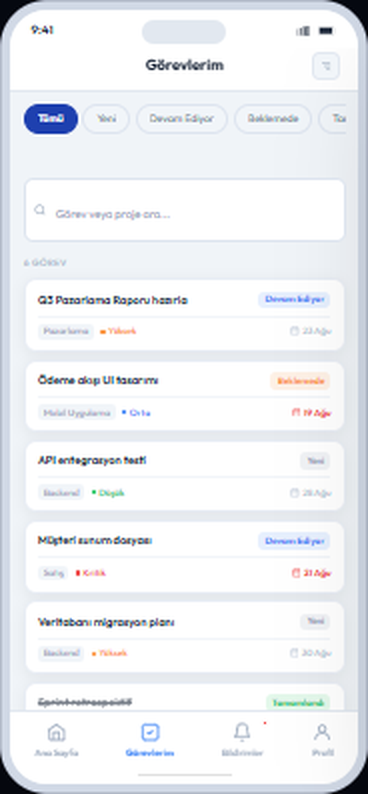 9:41
Görevlerim
Tümü Yeni Devam Ediyor Beklemede
Görev veya proje ara...
6 GÖREV
Q3 Pazarlama Raporu hazırla Devam Ediyor
Pazarlama Yüksek 22 Ağu
Ödeme akışı UI tasarımı Beklemede
Mobil Uygulama Orta 19 Ağu
API entegrasyon testi Yeni
Backend Düşük 28 Ağu
Müşteri sunum dosyası Devam Ediyor
Satış Kritik 21 Ağu
Veritabanı migrasyon planı Yeni
Backend Yüksek 30 Ağu
Sprint retrospektif Tamamlandı
Ana Sayfa Görevlerim Bildirimler Profil